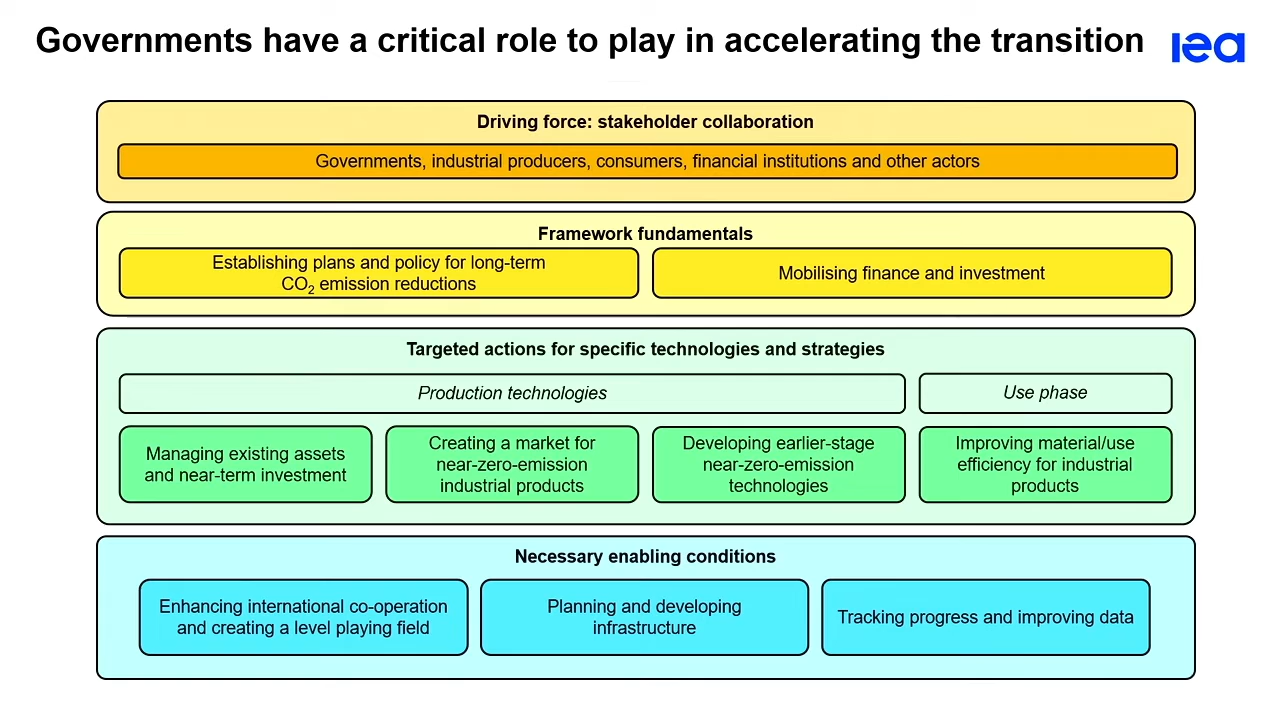 Governments have a critical role to play in accelerating the transition
iea
Driving force: stakeholder collaboration
Governments, industrial producers, consumers, financial institutions and other actors
Framework fundamentals
Establishing plans and policy for long-term
CO₂ emission reductions
Mobilising finance and investment
Targeted actions for specific technologies and strategies
Production technologies
Use phase
Managing existing assets
and near-term investment
Creating a market for
near-zero-emission
industrial products
Developing earlier-stage
near-zero-emission
technologies
Improving material/use
efficiency for industrial
products
Necessary enabling conditions
Enhancing international co-operation
and creating a level playing field
Planning and developing
infrastructure
Tracking progress and improving data